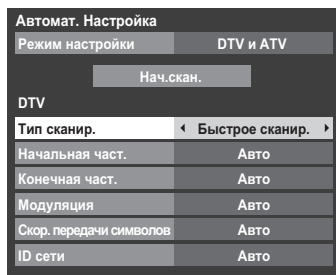 Автомат. Настройка
Режим настройки DTV и ATV
Нач.скан.
DTV
Тип сканир. Быстрое сканир.
Начальная част. Авто
Конечная част. Авто
Модуляция Авто
Скор. передачи символов Авто
ID сети Авто